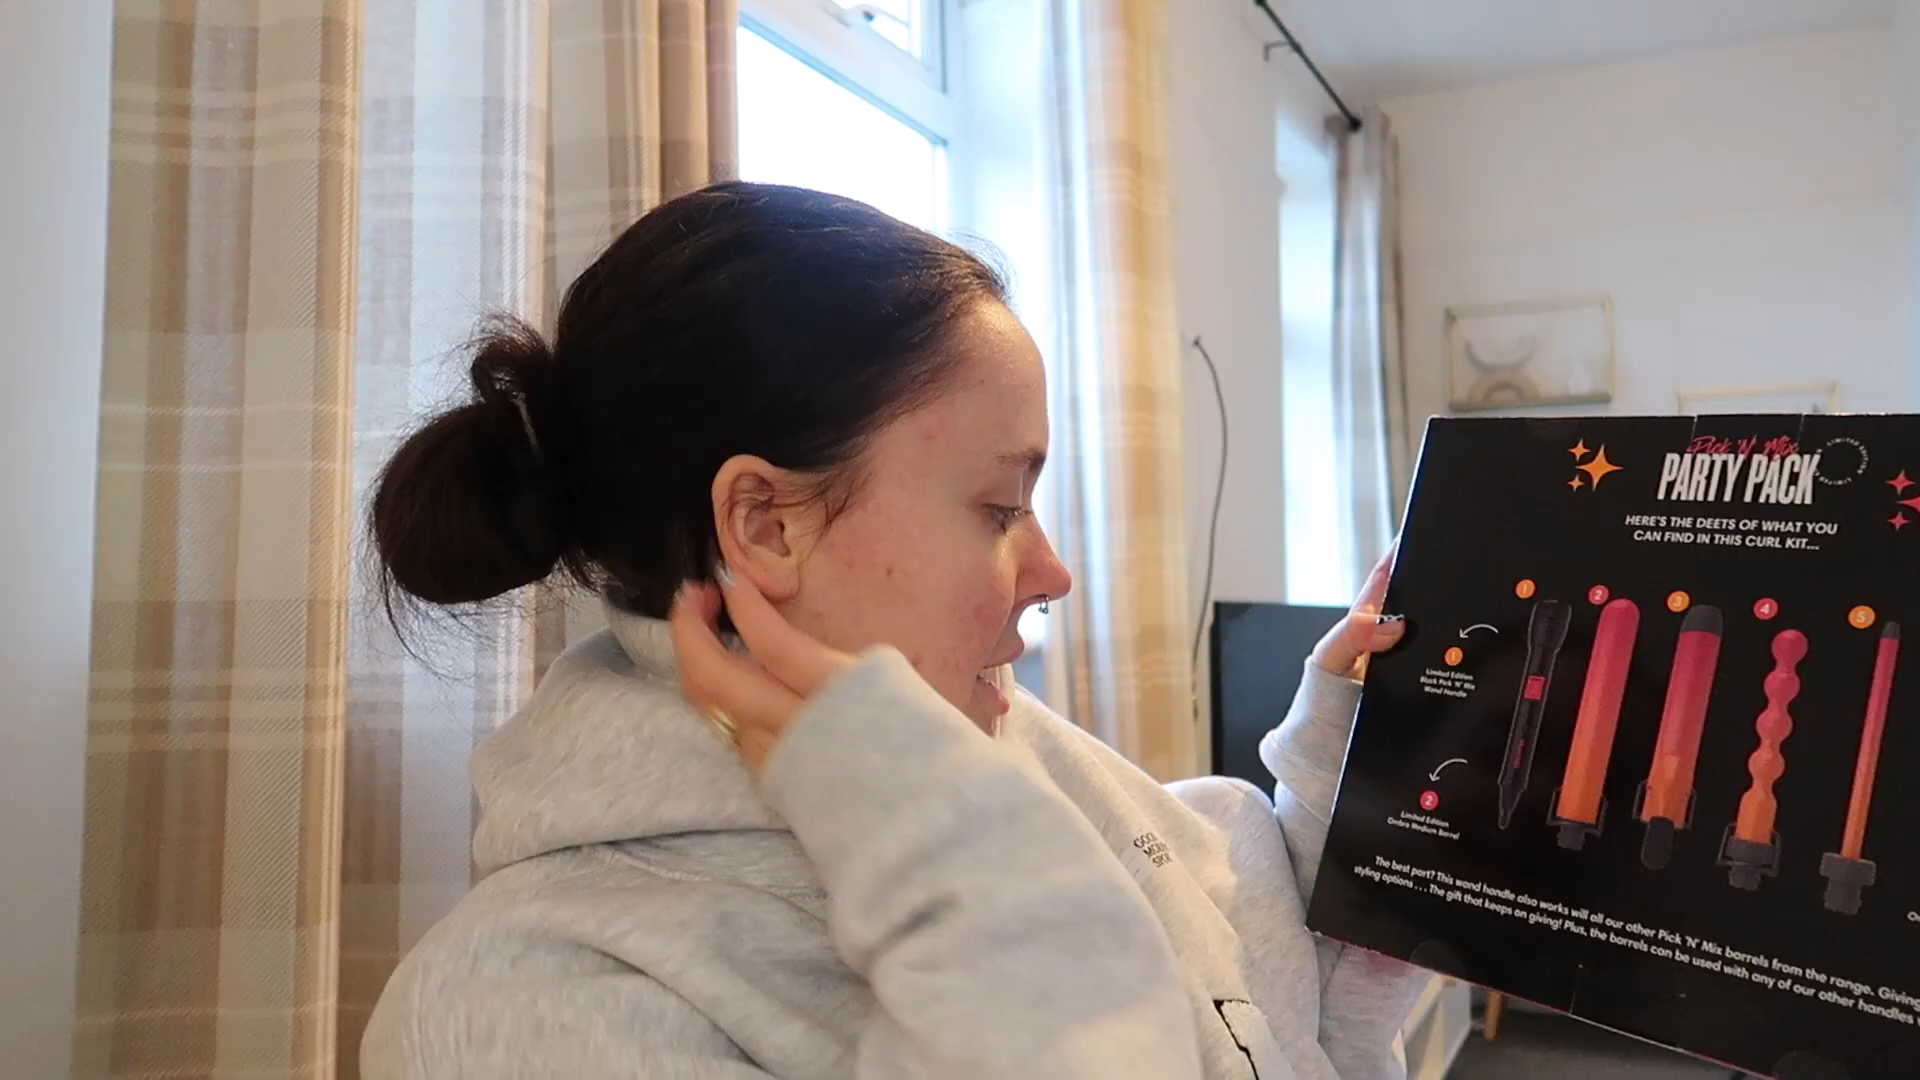 Pick 'N' Mix
PARTY PACK
LIMITED EDITION
HERE'S THE DEETS OF WHAT YOU
CAN FIND IN THIS CURL KIT...
1
2
3
4
5
1
Limited Edition
Black Pick 'N' Mix
Wand Handle
2
Limited Edition
Ombre Medium Barrel
The best part? This wand handle also works will all our other Pick 'N' Mix barrels from the range. Giving
styling options . . . The gift that keeps on giving! Plus, the barrels can be used with any of our other handles